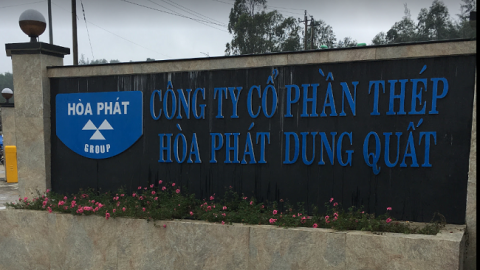 HÒA PHÁT
GROUP
CÔNG TY CỔ PHẦN THÉP
HÒA PHÁT DUNG QUẤT